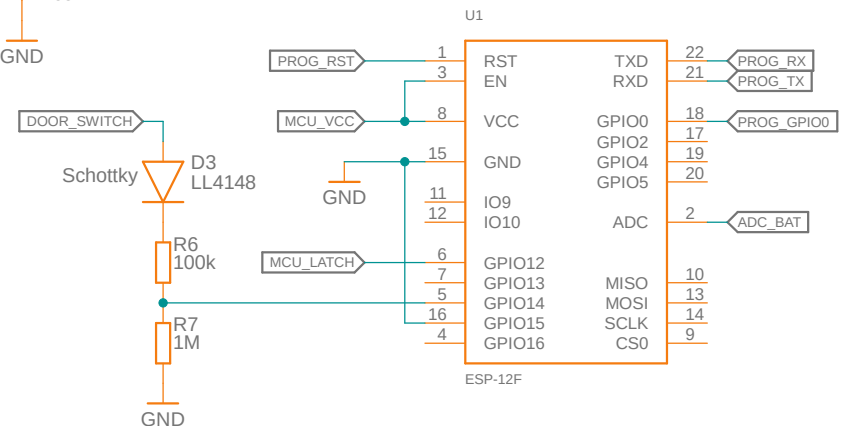 U1
GND
PROG_RST
1
RST
TXD
22
PROG_RX
3
EN
RXD
21
PROG_TX
DOOR_SWITCH
MCU_VCC
8
VCC
GPIO0
18
PROG_GPIO0
GPIO2
17
15
GND
GPIO4
19
D3
Schottky
LL4148
GPIO5
20
GND
11
IO9
12
IO10
ADC
2
ADC_BAT
R6
100k
MCU_LATCH
6
GPIO12
7
GPIO13
MISO
10
5
GPIO14
MOSI
13
R7
1M
16
GPIO15
SCLK
14
4
GPIO16
CS0
9
ESP-12F
GND